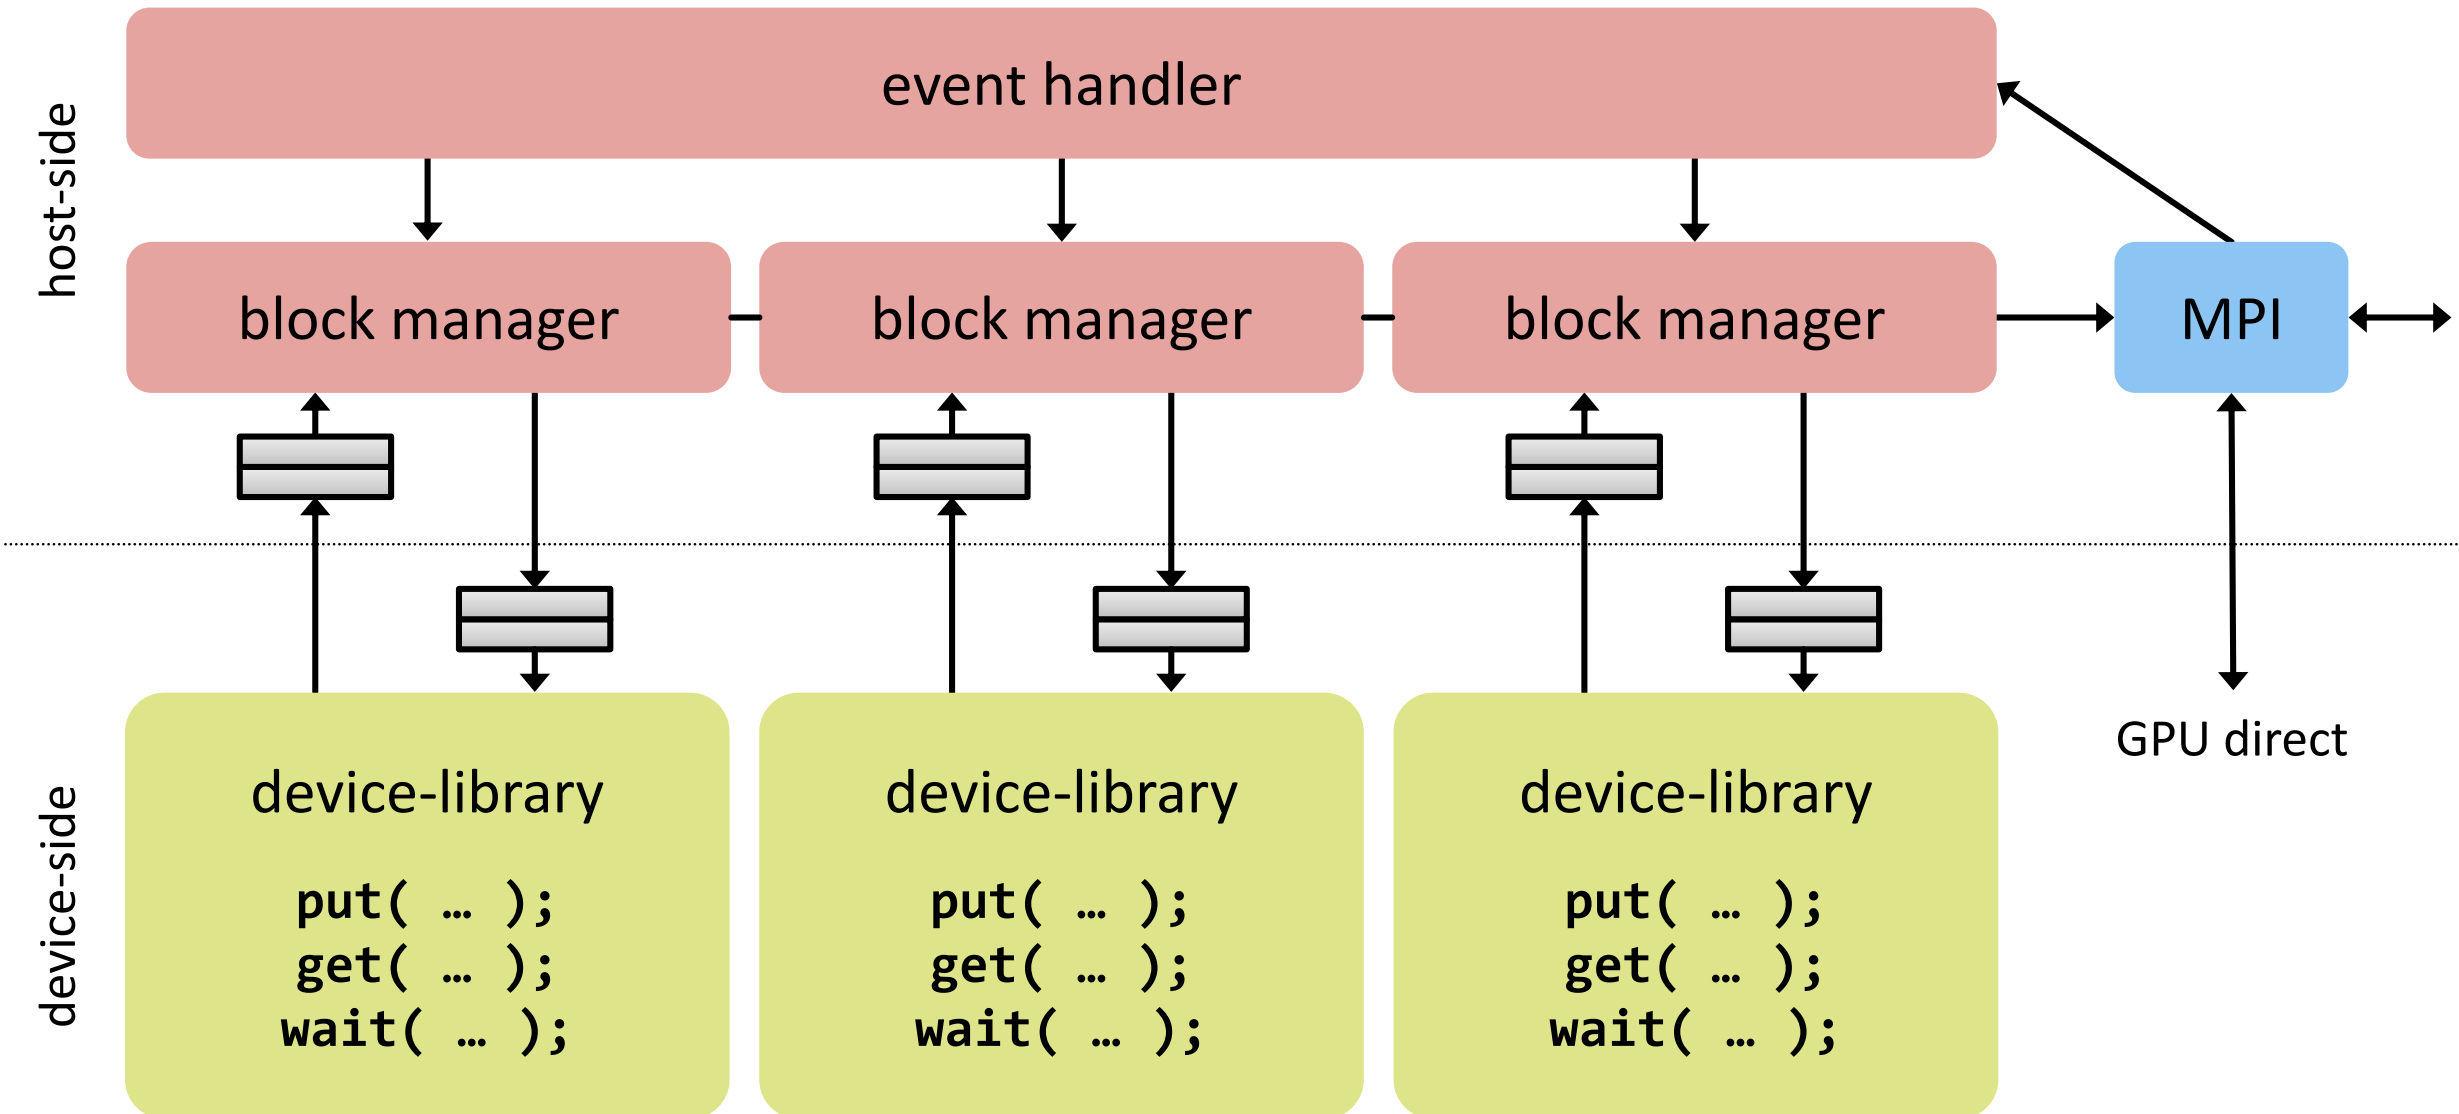 host-side
event handler
block manager
block manager
block manager
MPI
device-side
device-library
put( … );
get( … );
wait( … );
device-library
put( … );
get( … );
wait( … );
device-library
put( … );
get( … );
wait( … );
GPU direct